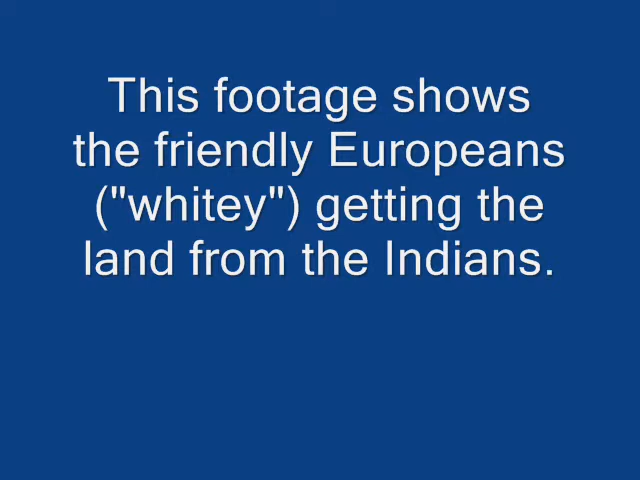 This footage shows
the friendly Europeans
("whitey") getting the
land from the Indians.